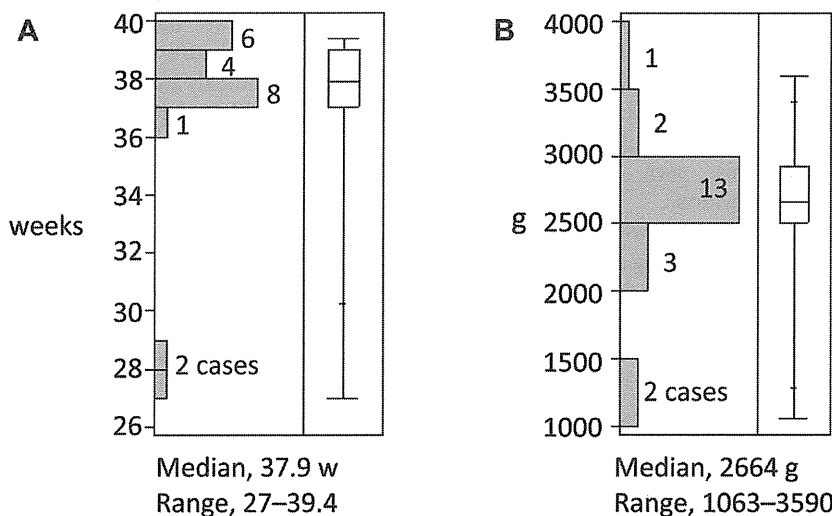 A
weeks
40
38
36
34
32
30
28
26
6
4
8
1
2 cases
Median, 37.9 w
Range, 27–39.4
B
g
4000
3500
3000
2500
2000
1500
1000
1
2
13
3
2 cases
Median, 2664 g
Range, 1063–3590